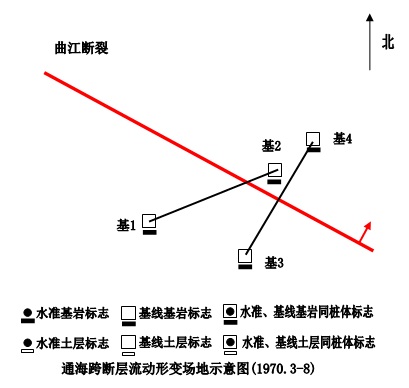 曲江断裂
北
基2
基4
基1
基3
水准基岩标志 基线基岩标志 水准、基线基岩同桩体标志
水准土层标志 基线土层标志 水准、基线土层同桩体标志
通海跨断层流动形变场地示意图(1970.3-8)